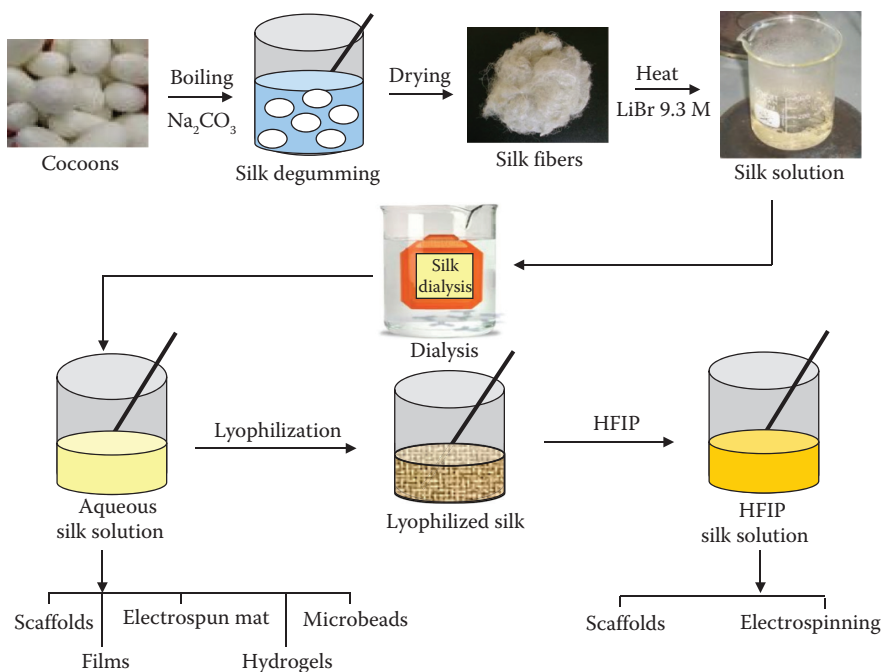 Boiling
Na₂CO₃
Drying
Heat
LiBr 9.3 M
Cocoons
Silk degumming
Silk fibers
Silk solution
Silk
dialysis
Dialysis
Lyophilization
HFIP
Aqueous
silk solution
Lyophilized silk
HFIP
silk solution
Scaffolds
Electrospun mat
Microbeads
Films
Hydrogels
Scaffolds
Electrospinning